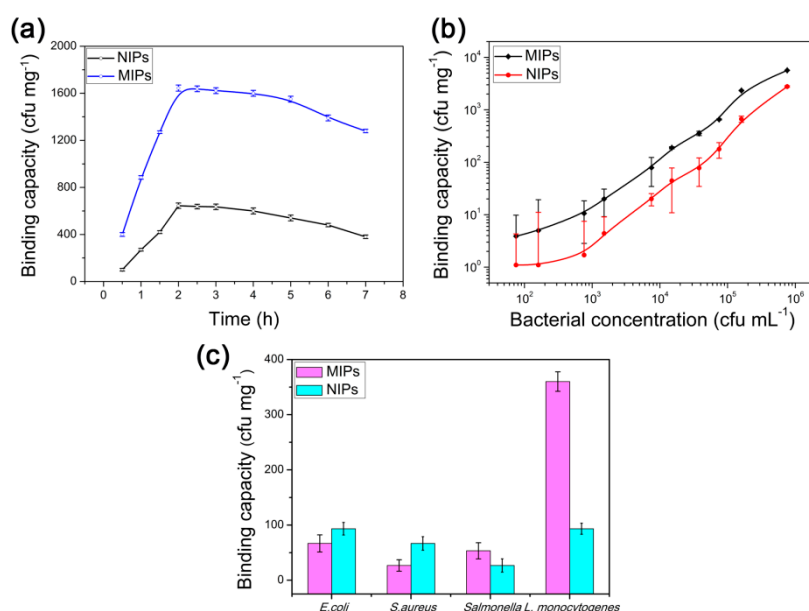 (a)
2000
1600
1200
800
400
0
Binding capacity (cfu mg⁻¹)
NIPs
MIPs
0 1 2 3 4 5 6 7 8
Time (h)
(b)
10⁴
10³
10²
10¹
10⁰
Binding capacity (cfu mg⁻¹)
MIPs
NIPs
10² 10³ 10⁴ 10⁵ 10⁶
Bacterial concentration (cfu mL⁻¹)
(c)
400
300
200
100
0
Binding capacity (cfu mg⁻¹)
MIPs
NIPs
E.coli S.aureus Salmonella L. monocytogenes